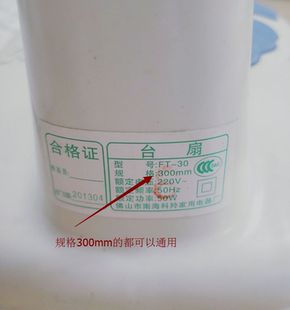 合格证
201304
台 扇
型 号:FT-30
规 格:300mm
额定电压:220V~
额定频率:50Hz
额定功率:50W
佛山市南海科羚家用电器厂
规格300mm的都可以通用